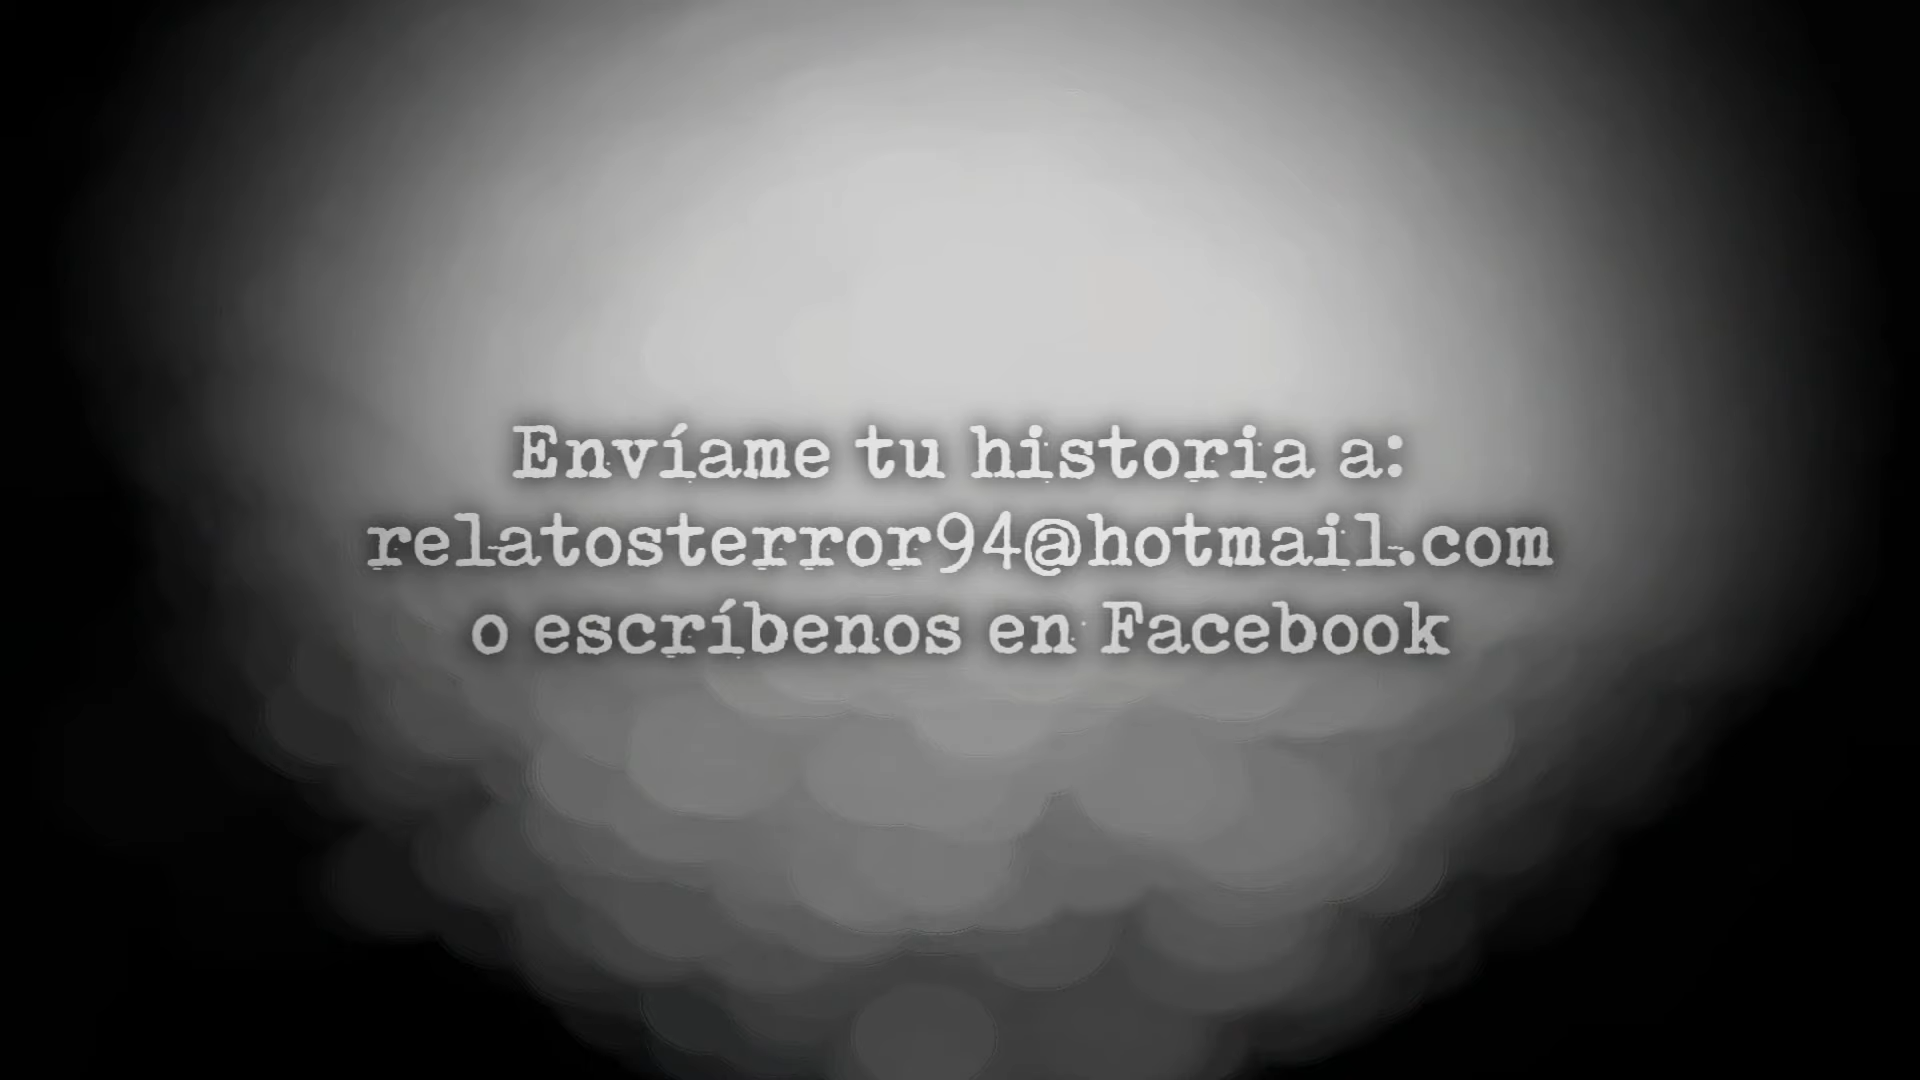 Envíame tu historia a:
relatosterror94@hotmail.com
o escríbenos en Facebook